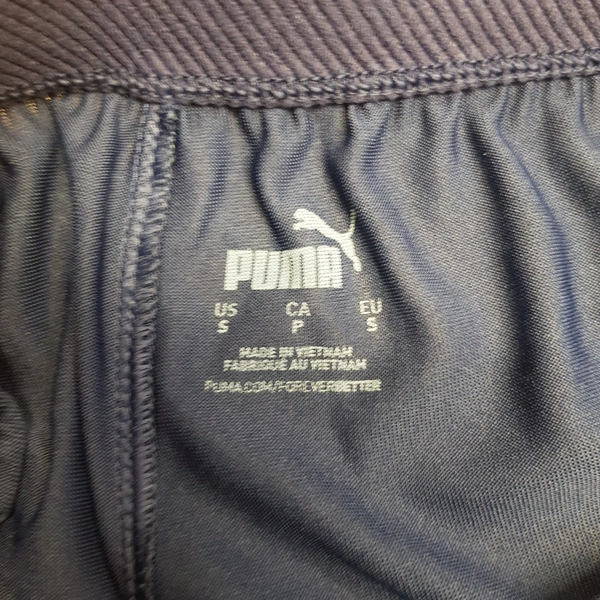 PUMA
US CA EU
S P S
MADE IN VIETNAM
FABRIQUÉ AU VIETNAM
PUMA.COM/FOREVERBETTER